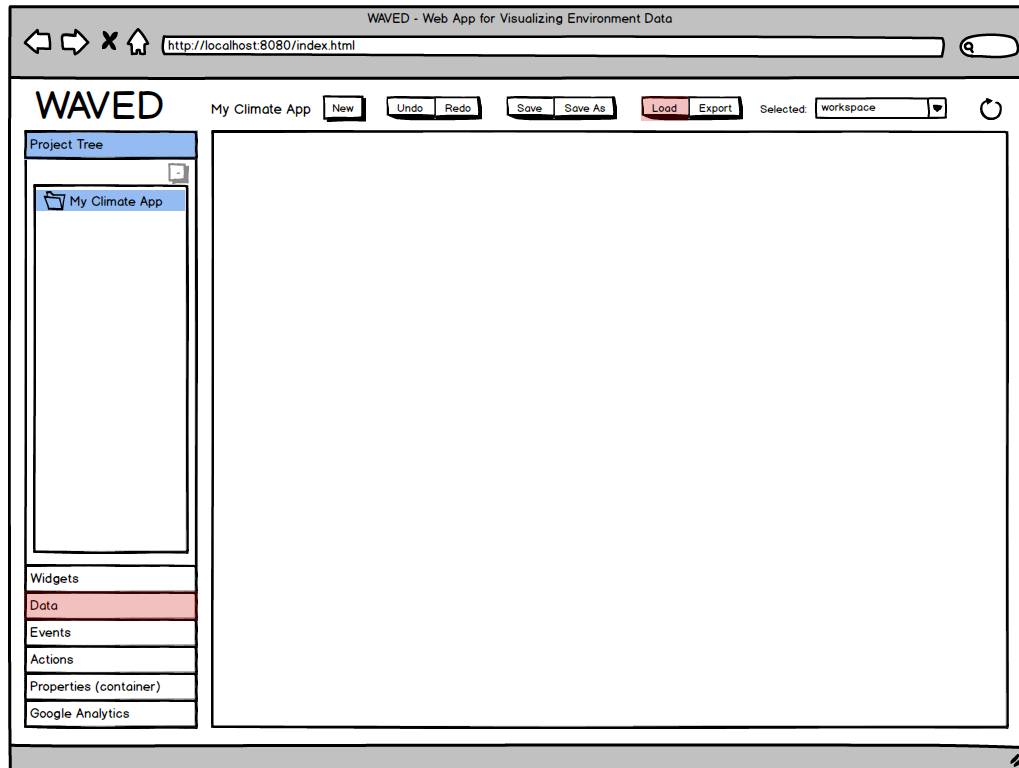 WAVED - Web App for Visualizing Environment Data
http://localhost:8080/index.html
WAVED
My Climate App New Undo Redo Save Save As Load Export Selected: workspace
Project Tree
-
My Climate App
Widgets
Data
Events
Actions
Properties (container)
Google Analytics